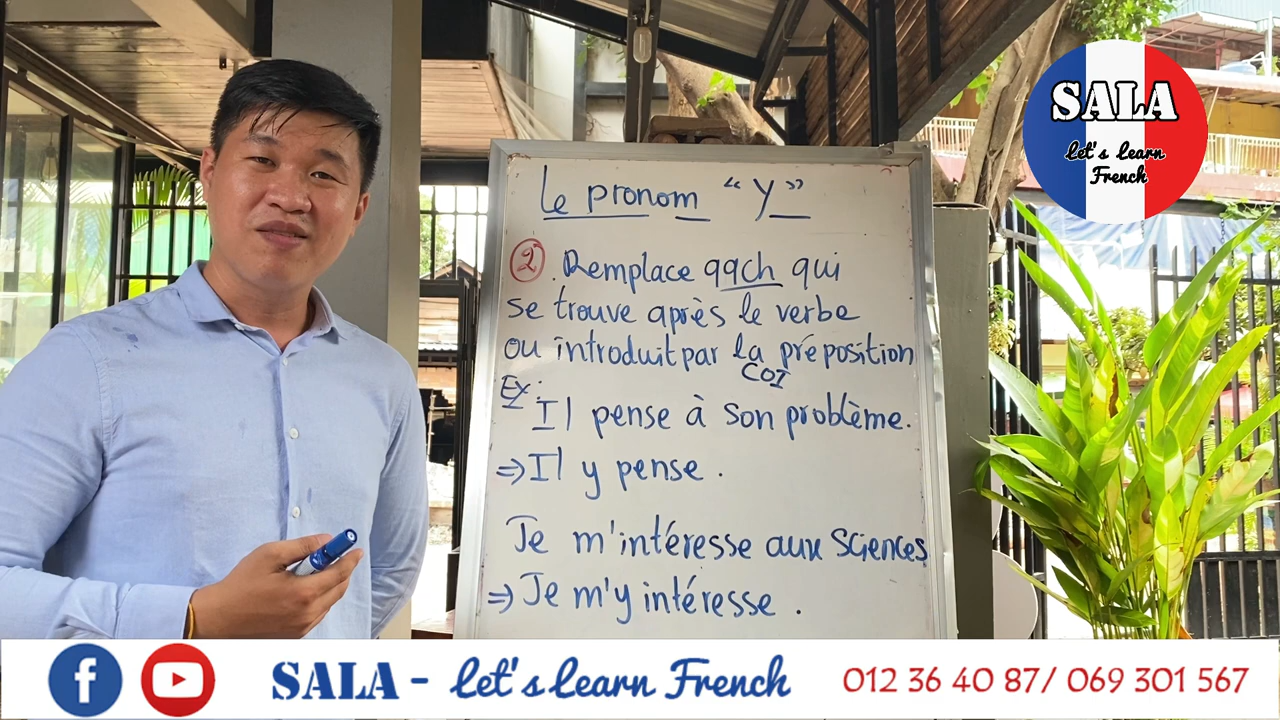 Le pronom “Y”
② . Remplace qqch qui
se trouve après le verbe
ou introduit par la préposition
COI
Ex:
Il pense à son problème.
⇒ Il y pense .
Je m'intéresse aux Sciences
⇒ Je m'y intéresse .
SALA
Let's Learn
French
f
SALA - Let's Learn French
012 36 40 87/ 069 301 567